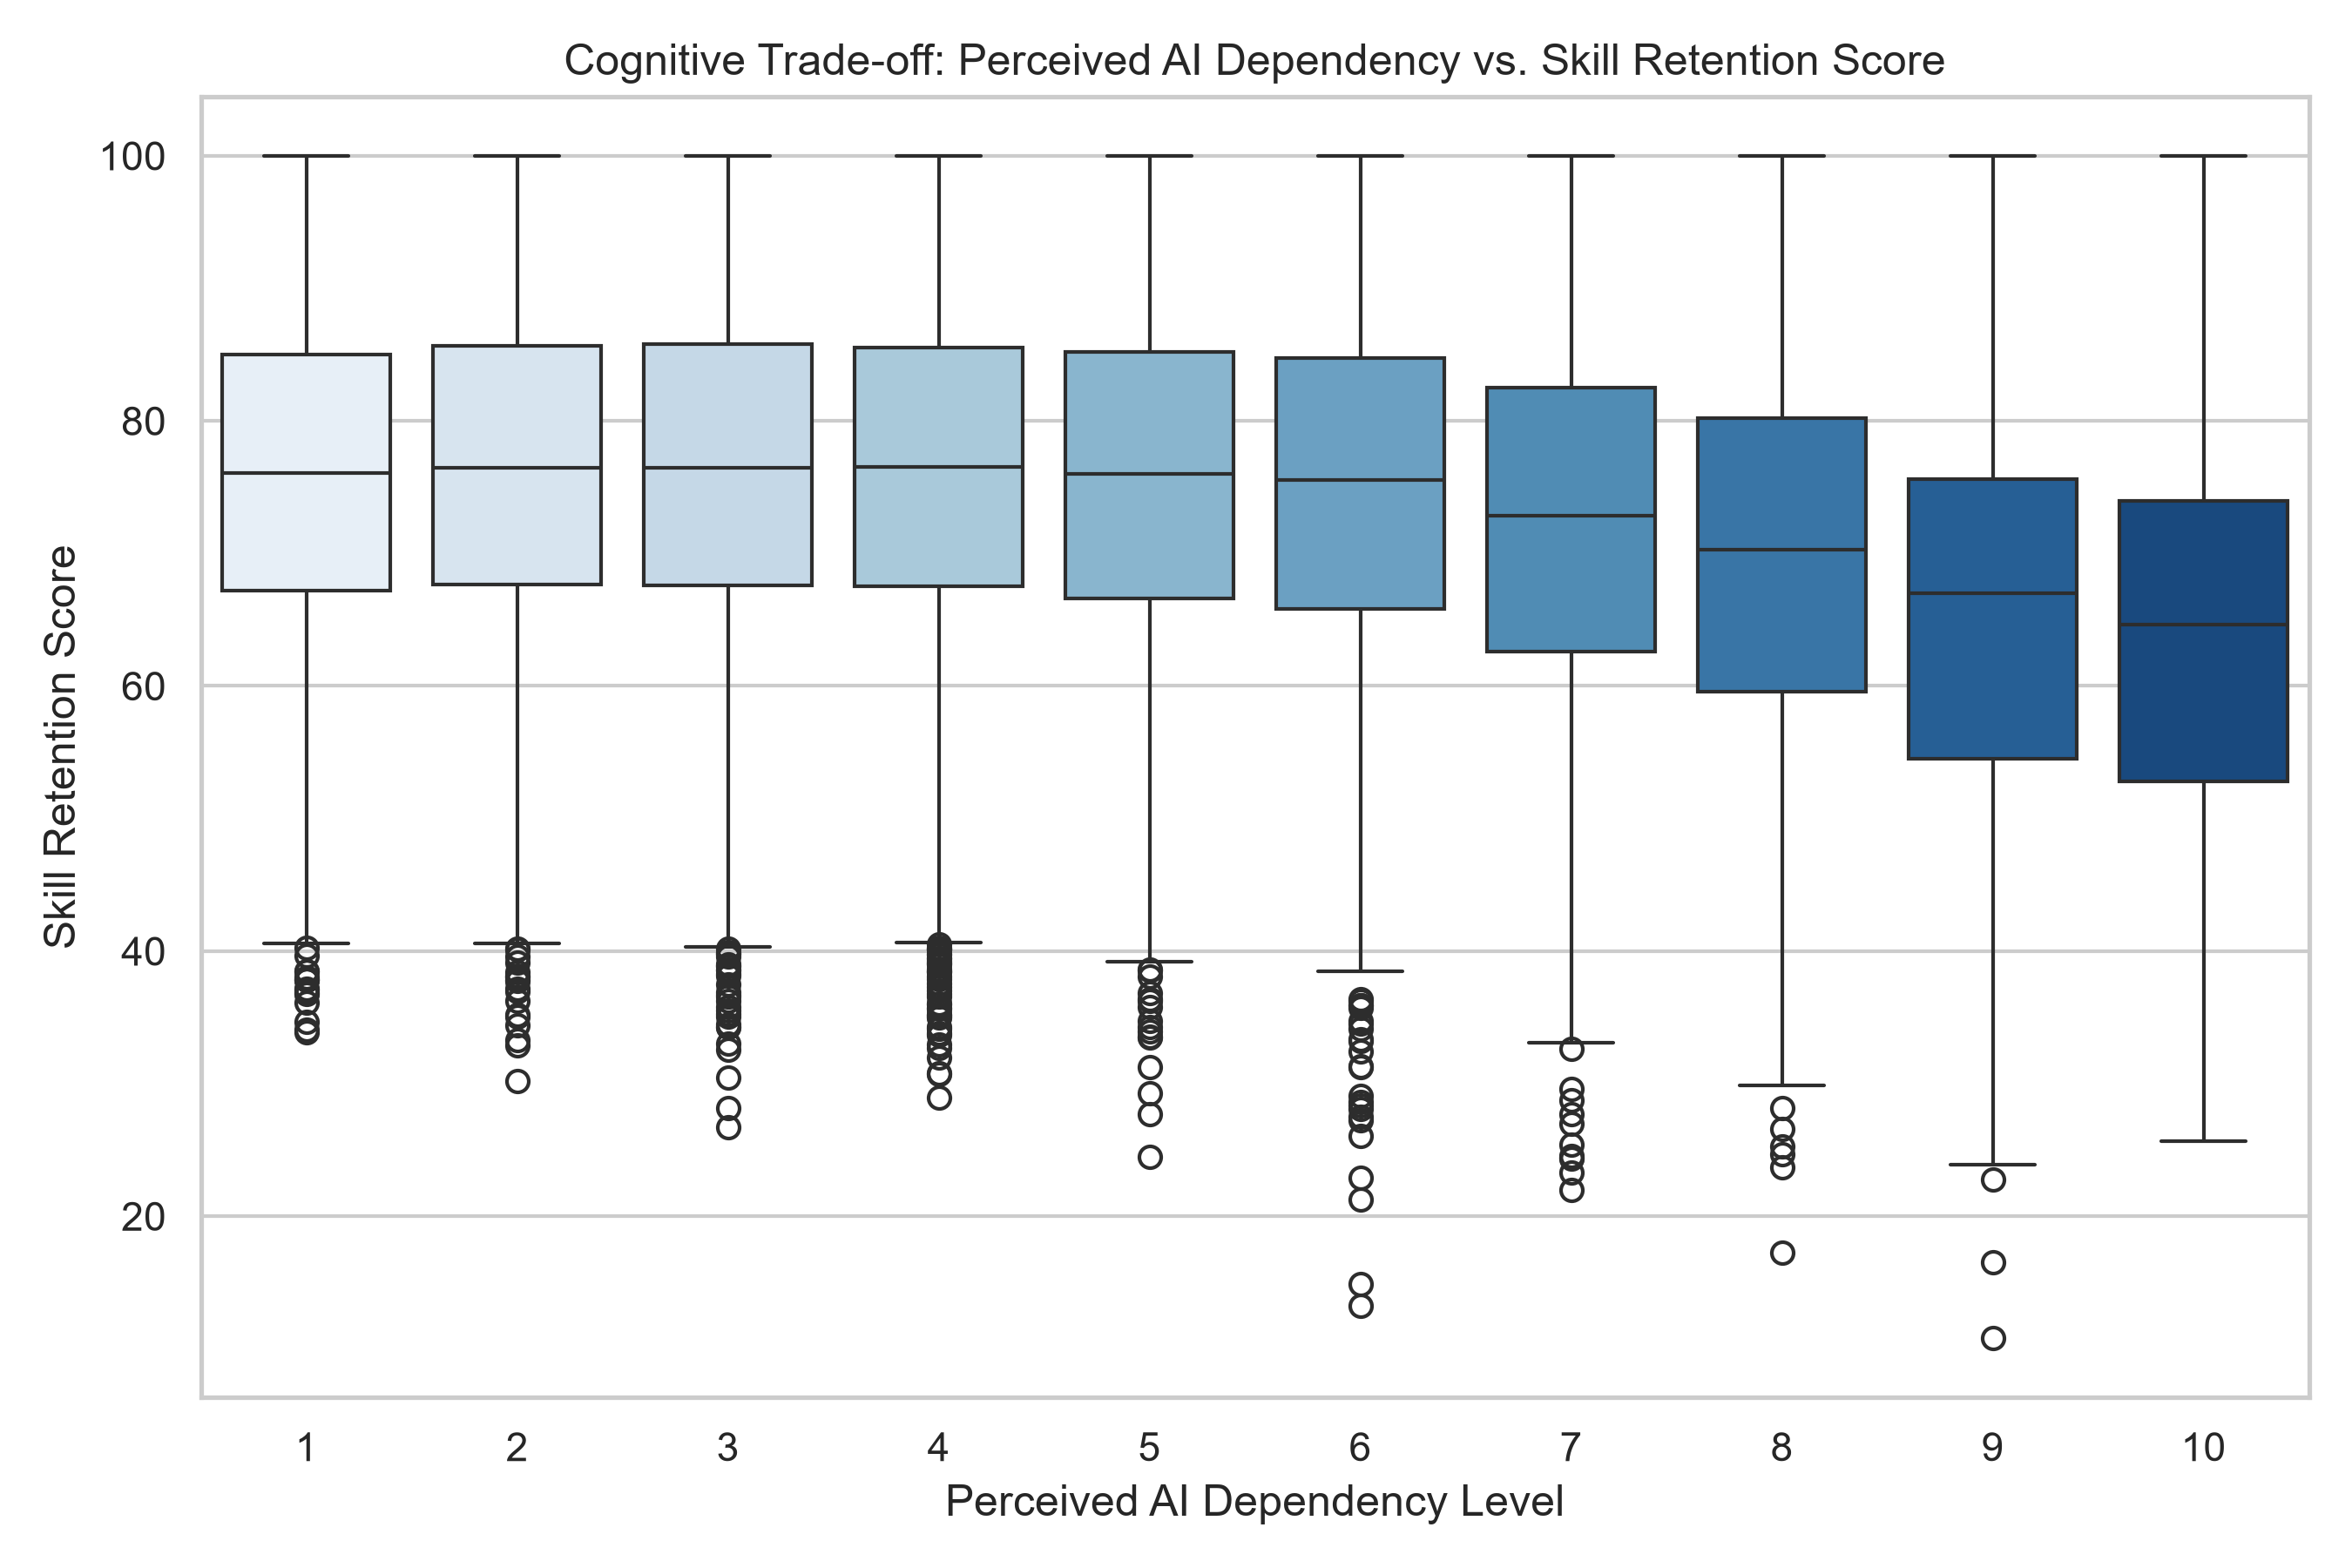 Cognitive Trade-off: Perceived AI Dependency vs. Skill Retention Score
Skill Retention Score
100
80
60
40
20
1 2 3 4 5 6 7 8 9 10
Perceived AI Dependency Level